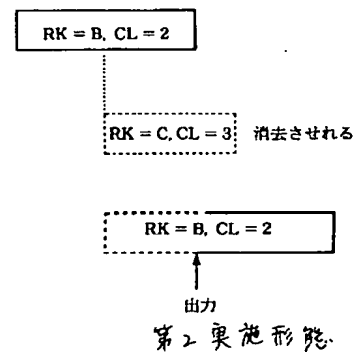 RK = B, CL = 2
RK = C, CL = 3 消去させれる
RK = B, CL = 2
出力
第2実施形態